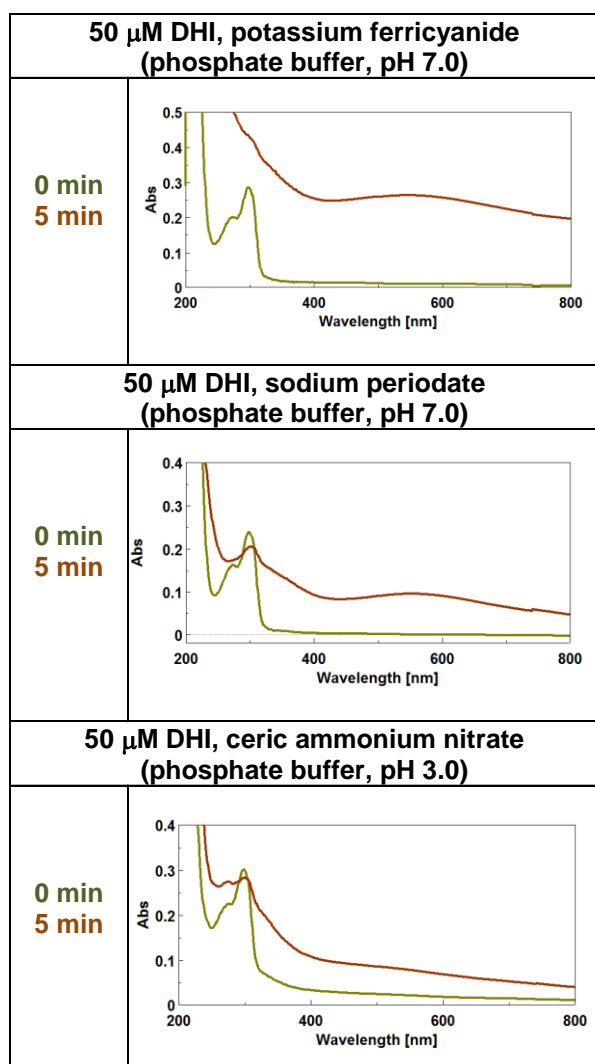 50 μM DHI, potassium ferricyanide
(phosphate buffer, pH 7.0)
0 min
5 min
Abs
0.5
0.4
0.3
0.2
0.1
0
200 400 600 800
Wavelength [nm]
50 μM DHI, sodium periodate
(phosphate buffer, pH 7.0)
0 min
5 min
Abs
0.4
0.3
0.2
0.1
0
200 400 600 800
Wavelength [nm]
50 μM DHI, ceric ammonium nitrate
(phosphate buffer, pH 3.0)
0 min
5 min
Abs
0.4
0.3
0.2
0.1
0
200 400 600 800
Wavelength [nm]